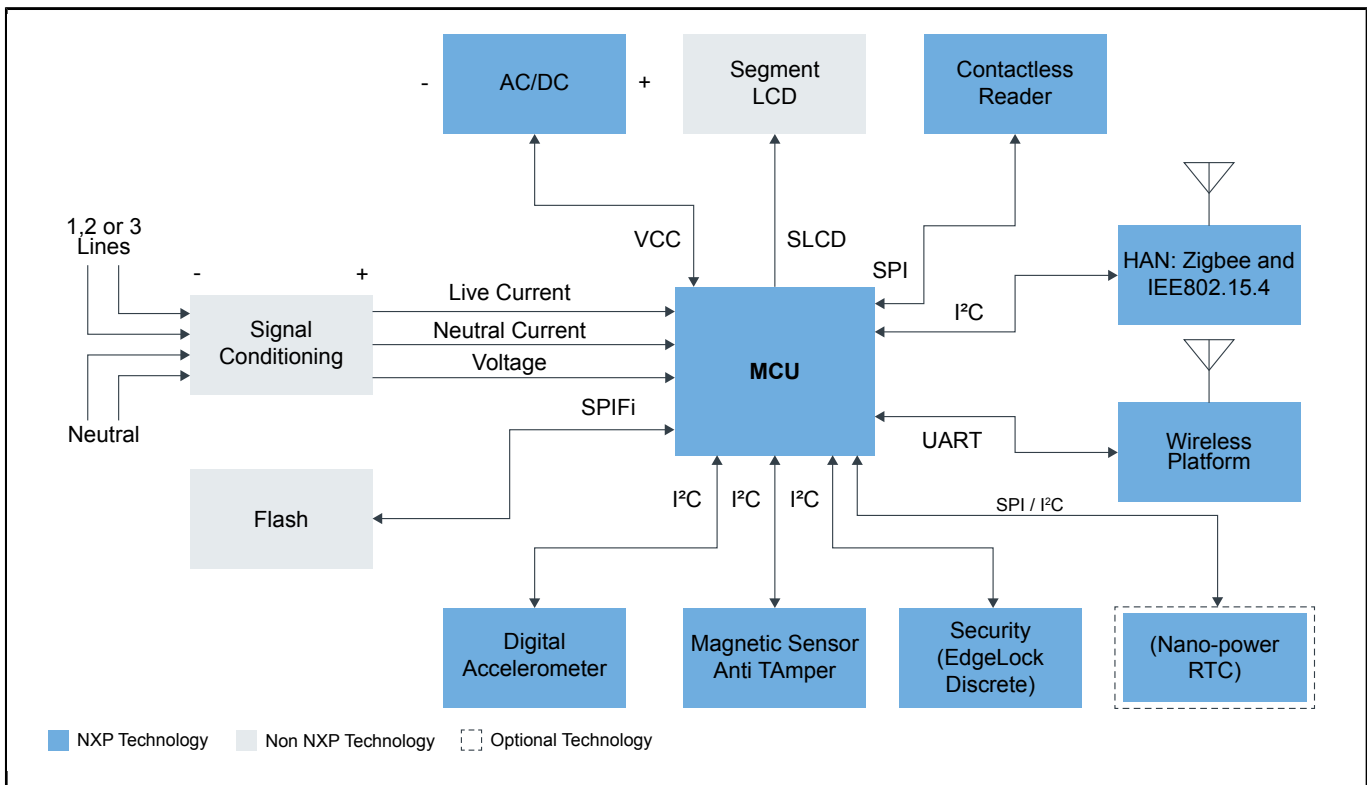 -
AC/DC
+
Segment
LCD
Contactless
Reader
1,2 or 3
Lines
VCC
SLCD
SPI
HAN: Zigbee and
IEE802.15.4
I²C
-
+
Signal
Conditioning
Live Current
Neutral Current
Voltage
MCU
Neutral
SPIFi
UART
Wireless
Platform
Flash
I²C
I²C
I²C
SPI / I²C
Digital
Accelerometer
Magnetic Sensor
Anti TAmper
Security
(EdgeLock
Discrete)
(Nano-power
RTC)
NXP Technology
Non NXP Technology
Optional Technology